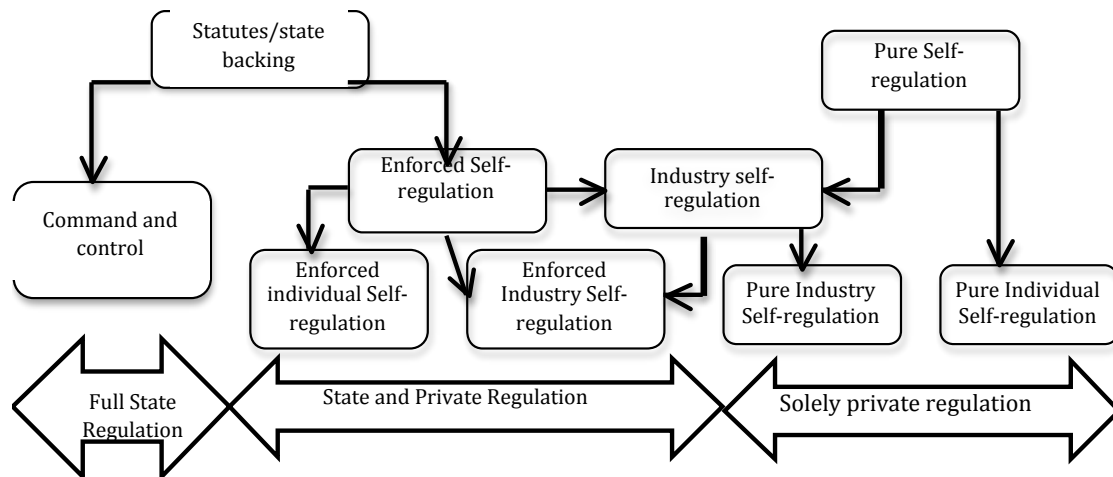 Statutes/state
backing
Pure Self-
regulation
Enforced Self-
regulation
Industry self-
regulation
Command and
control
Enforced
individual Self-
regulation
Enforced
Industry Self-
regulation
Pure Industry
Self-regulation
Pure Individual
Self-regulation
Full State
Regulation
State and Private Regulation
Solely private regulation